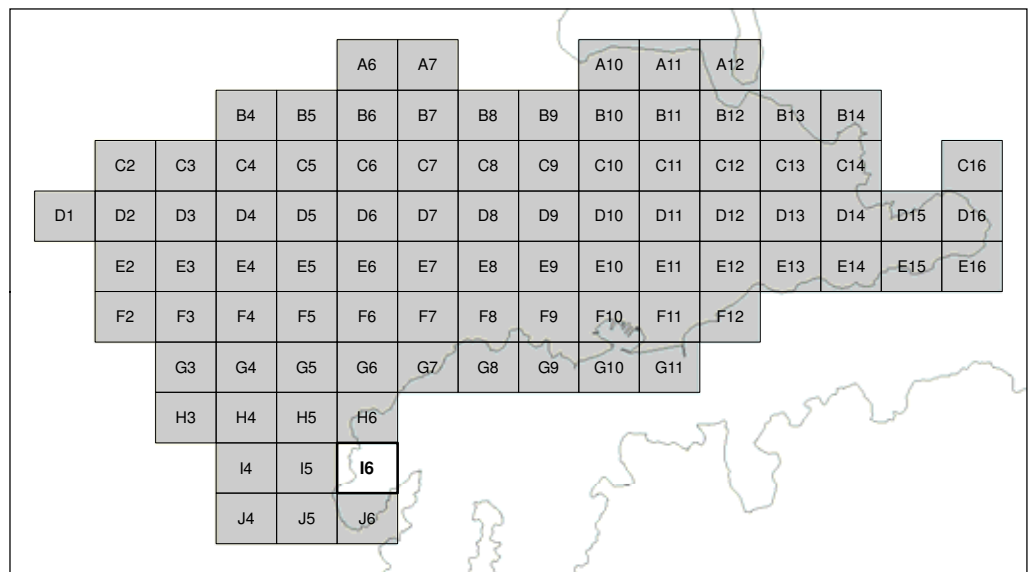 A6 A7 A10 A11 A12
B4 B5 B6 B7 B8 B9 B10 B11 B12 B13 B14
C2 C3 C4 C5 C6 C7 C8 C9 C10 C11 C12 C13 C14 C16
D1 D2 D3 D4 D5 D6 D7 D8 D9 D10 D11 D12 D13 D14 D15 D16
E2 E3 E4 E5 E6 E7 E8 E9 E10 E11 E12 E13 E14 E15 E16
F2 F3 F4 F5 F6 F7 F8 F9 F10 F11 F12
G3 G4 G5 G6 G7 G8 G9 G10 G11
H3 H4 H5 H6
I4 I5 I6
J4 J5 J6